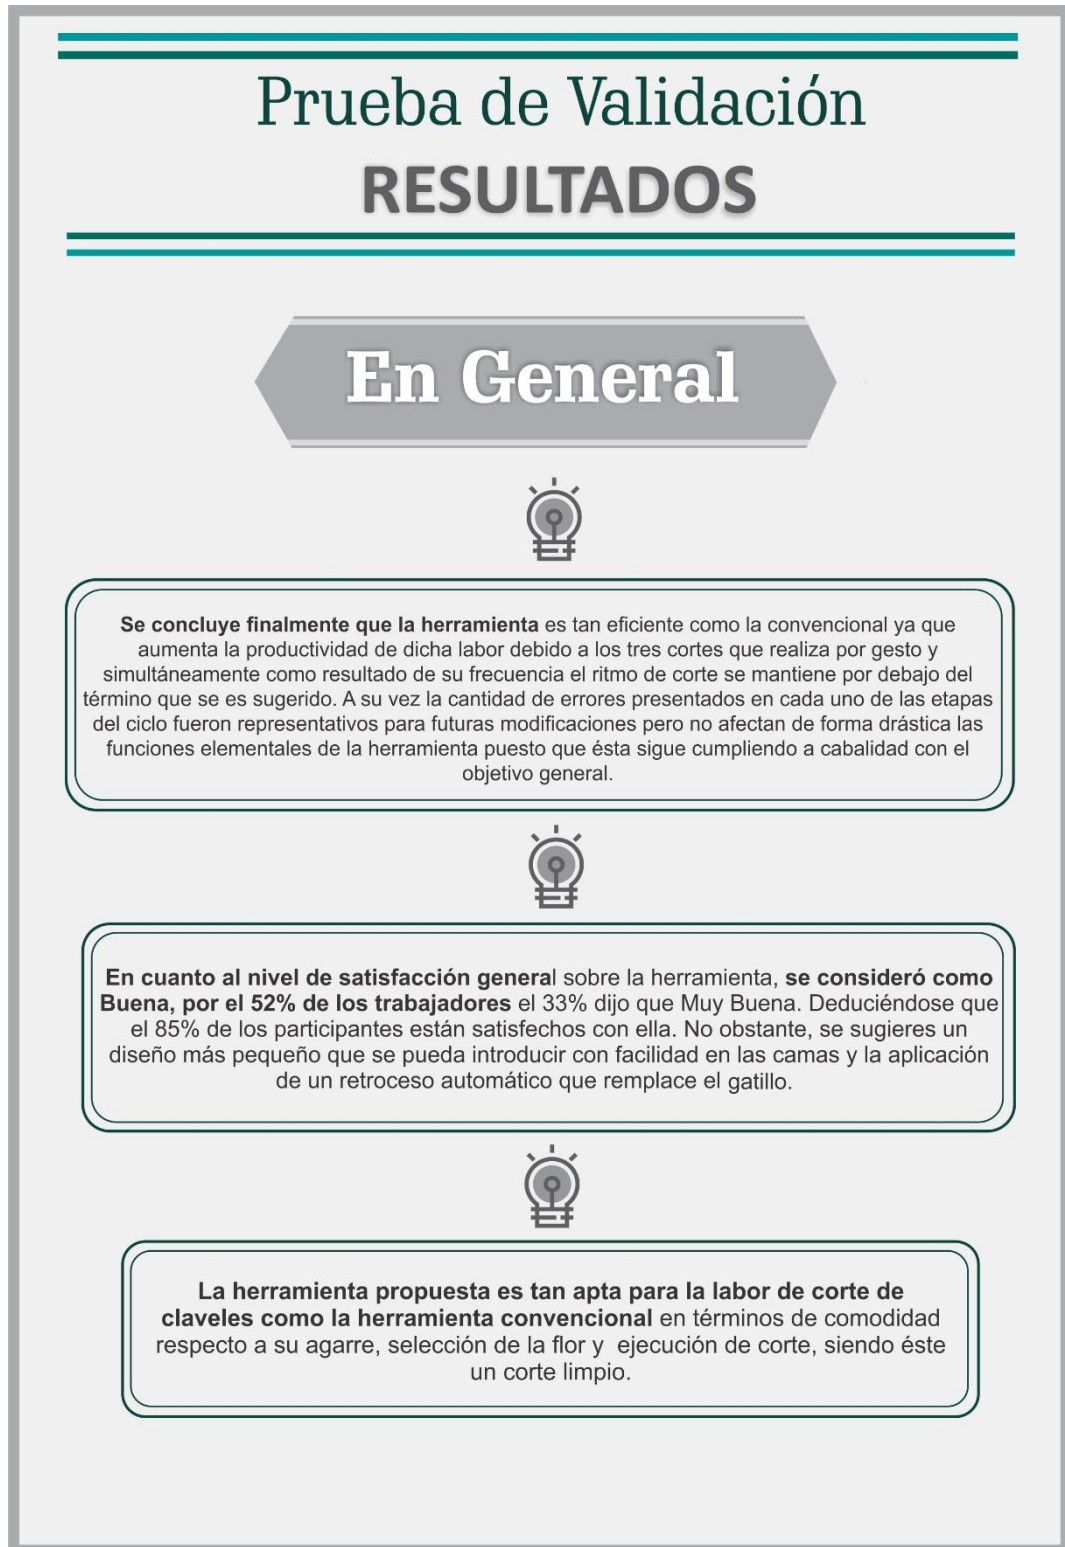 Prueba de Validación
RESULTADOS
En General
Se concluye finalmente que la herramienta es tan eficiente como la convencional ya que
aumenta la productividad de dicha labor debido a los tres cortes que realiza por gesto y
simultáneamente como resultado de su frecuencia el ritmo de corte se mantiene por debajo del
término que se es sugerido. A su vez la cantidad de errores presentados en cada uno de las etapas
del ciclo fueron representativos para futuras modificaciones pero no afectan de forma drástica las
funciones elementales de la herramienta puesto que ésta sigue cumpliendo a cabalidad con el
objetivo general.
En cuanto al nivel de satisfacción general sobre la herramienta, se consideró como
Buena, por el 52% de los trabajadores el 33% dijo que Muy Buena. Deduciéndose que
el 85% de los participantes están satisfechos con ella. No obstante, se sugieres un
diseño más pequeño que se pueda introducir con facilidad en las camas y la aplicación
de un retroceso automático que remplace el gatillo.
La herramienta propuesta es tan apta para la labor de corte de
claveles como la herramienta convencional en términos de comodidad
respecto a su agarre, selección de la flor y ejecución de corte, siendo éste
un corte limpio.